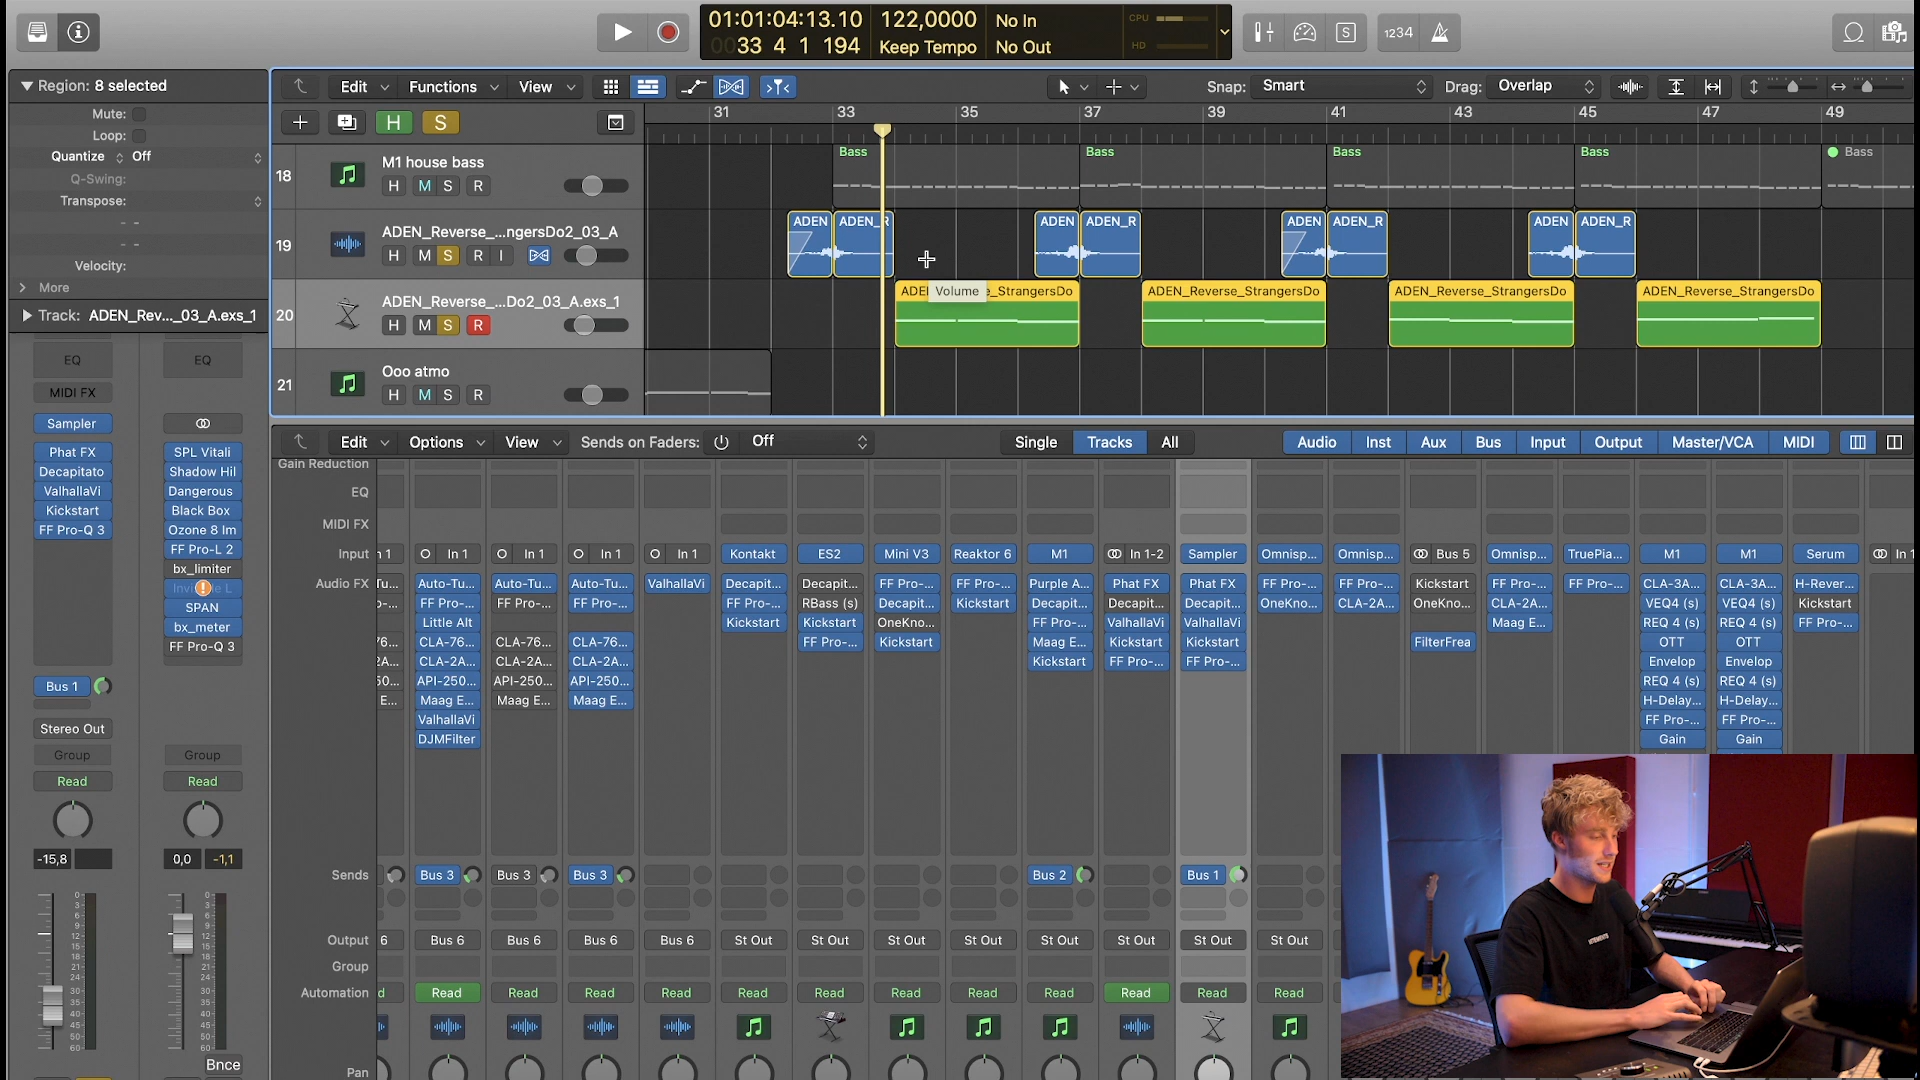 01:01:04:13.10 122,0000 No In CPU
0033 4 1 194 Keep Tempo No Out HD
1234
Region: 8 selected
Mute:
Loop:
Quantize Off
Q-Swing:
Transpose:
Velocity:
More
Track: ADEN_Rev..._03_A.exs_1
Edit Functions View Snap: Smart Drag: Overlap
H S 31 33 35 37 39 41 43 45 47 49
18 M1 house bass Bass Bass Bass Bass Bass
H M S R
19 ADEN_Reverse_...ngersDo2_03_A ADEN ADEN_R ADEN ADEN_R ADEN ADEN_R ADEN ADEN_R
H M S R I
20 ADEN_Reverse_...Do2_03_A.exs_1 Volume _StrangersDo ADEN_Reverse_StrangersDo ADEN_Reverse_StrangersDo ADEN_Reverse_StrangersDo
H M S R
21 Ooo atmo
H M S R
EQ EQ
MIDI FX
Sampler
Phat FX SPL Vitali
Decapitato Shadow Hil
ValhallaVi Dangerous
Kickstart Black Box
FF Pro-Q 3 Ozone 8 Im
FF Pro-L 2
bx_limiter
SPAN
bx_meter
FF Pro-Q 3
Bus 1
Stereo Out
Group Group
Read Read
-15,8 0,0 -1,1
Bnce
Edit Options View Sends on Faders: Off Single Tracks All Audio Inst Aux Bus Input Output Master/VCA MIDI
Gain Reduction
EQ
MIDI FX
Input In 1 In 1 In 1 In 1 Kontakt ES2 Mini V3 Reaktor 6 M1 In 1-2 Sampler Omnisp... Omnisp... Bus 5 Omnisp... TruePia... M1 M1 Serum
Audio FX Auto-Tu... Auto-Tu... Auto-Tu... ValhallaVi Decapit... Decapit... FF Pro-... FF Pro-... Purple A... Phat FX Phat FX FF Pro-... FF Pro-... Kickstart FF Pro-... FF Pro-... CLA-3A... CLA-3A... H-Rever...
FF Pro-... FF Pro-... FF Pro-... FF Pro-... RBass (s) Decapit... Kickstart Decapit... Decapit... Decapit... OneKno... CLA-2A... OneKno... CLA-2A... VEQ4 (s) VEQ4 (s) Kickstart
Little Alt Kickstart Kickstart OneKno... FF Pro-... ValhallaVi ValhallaVi Maag E... REQ 4 (s) REQ 4 (s) FF Pro-...
CLA-76... CLA-76... CLA-76... FF Pro-... Kickstart Maag E... Kickstart Kickstart FilterFrea OTT OTT
CLA-2A... CLA-2A... CLA-2A... Kickstart FF Pro-... FF Pro-... Envelop Envelop
API-250... API-250... API-250... REQ 4 (s) REQ 4 (s)
Maag E... Maag E... Maag E... H-Delay... H-Delay...
ValhallaVi FF Pro-... FF Pro-...
DJMFilter Gain Gain
Sends Bus 3 Bus 3 Bus 3 Bus 2 Bus 1
Output 6 Bus 6 Bus 6 Bus 6 Bus 6 St Out St Out St Out St Out St Out St Out St Out St Out
Group
Automation Read Read Read Read Read Read Read Read Read Read Read Read
Pan